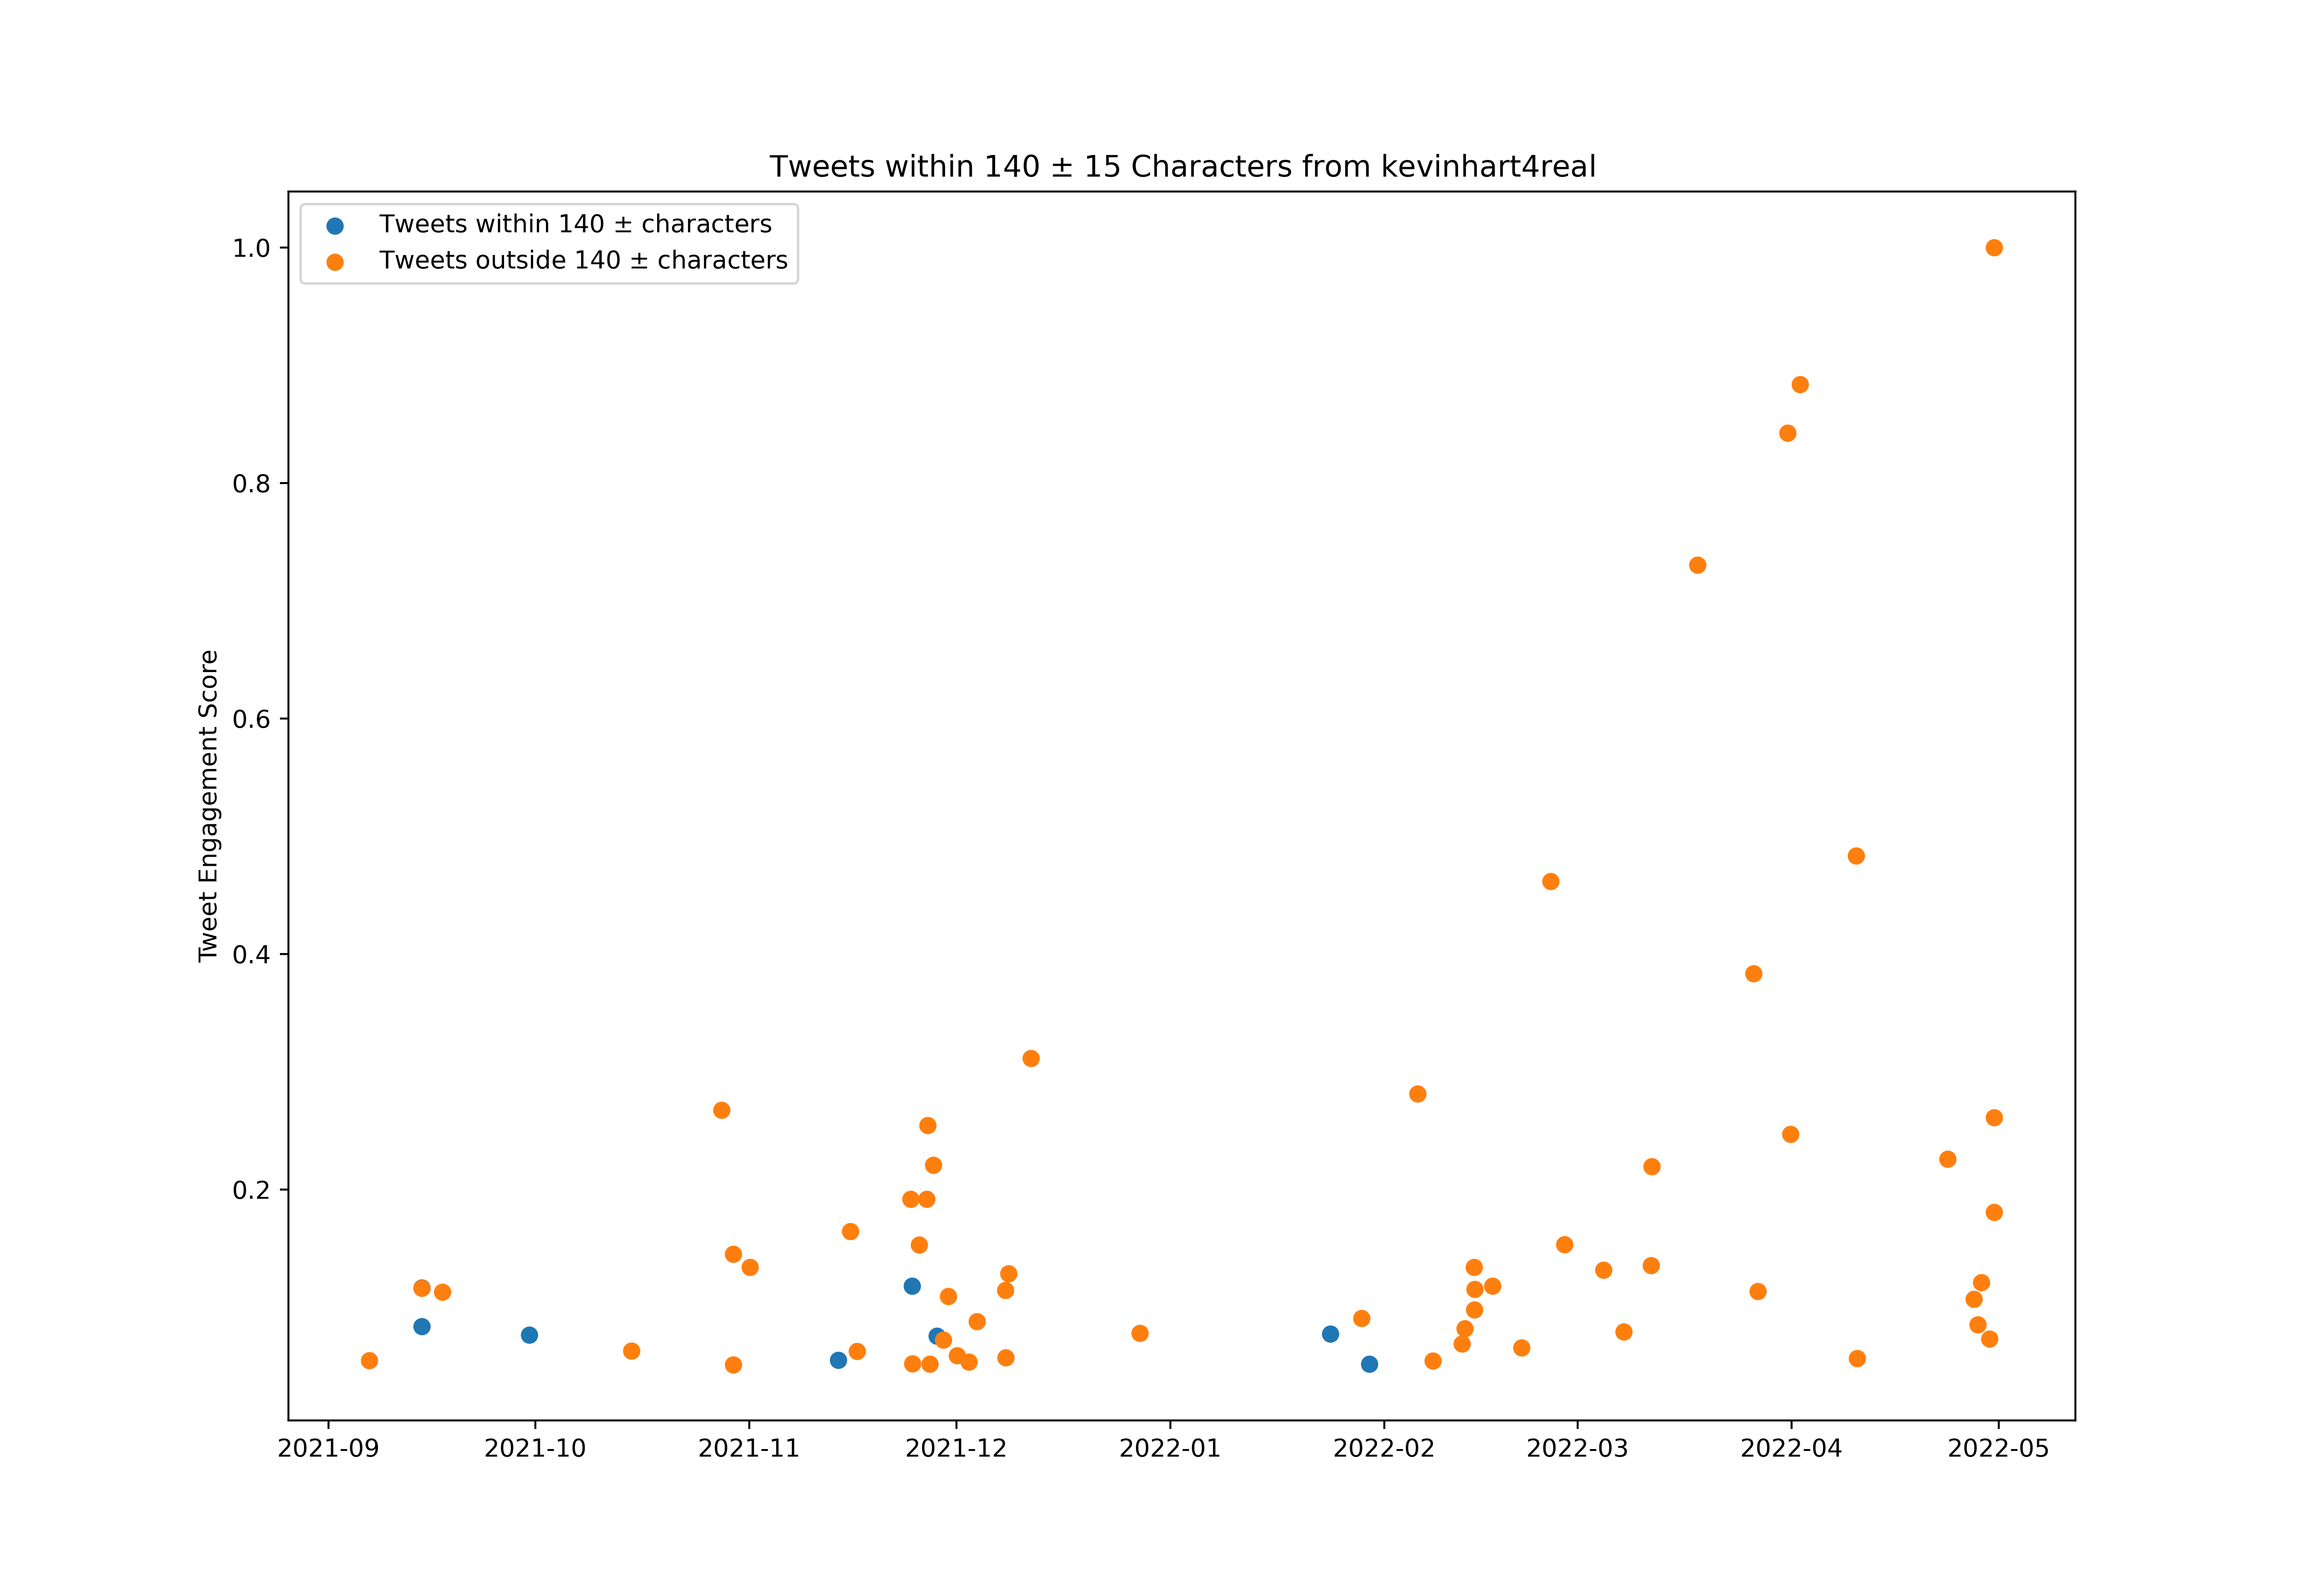 Tweets within 140 ± 15 Characters from kevinhart4real
Tweets within 140 ± characters
Tweets outside 140 ± characters
Tweet Engagement Score
1.0
0.8
0.6
0.4
0.2
2021-09 2021-10 2021-11 2021-12 2022-01 2022-02 2022-03 2022-04 2022-05